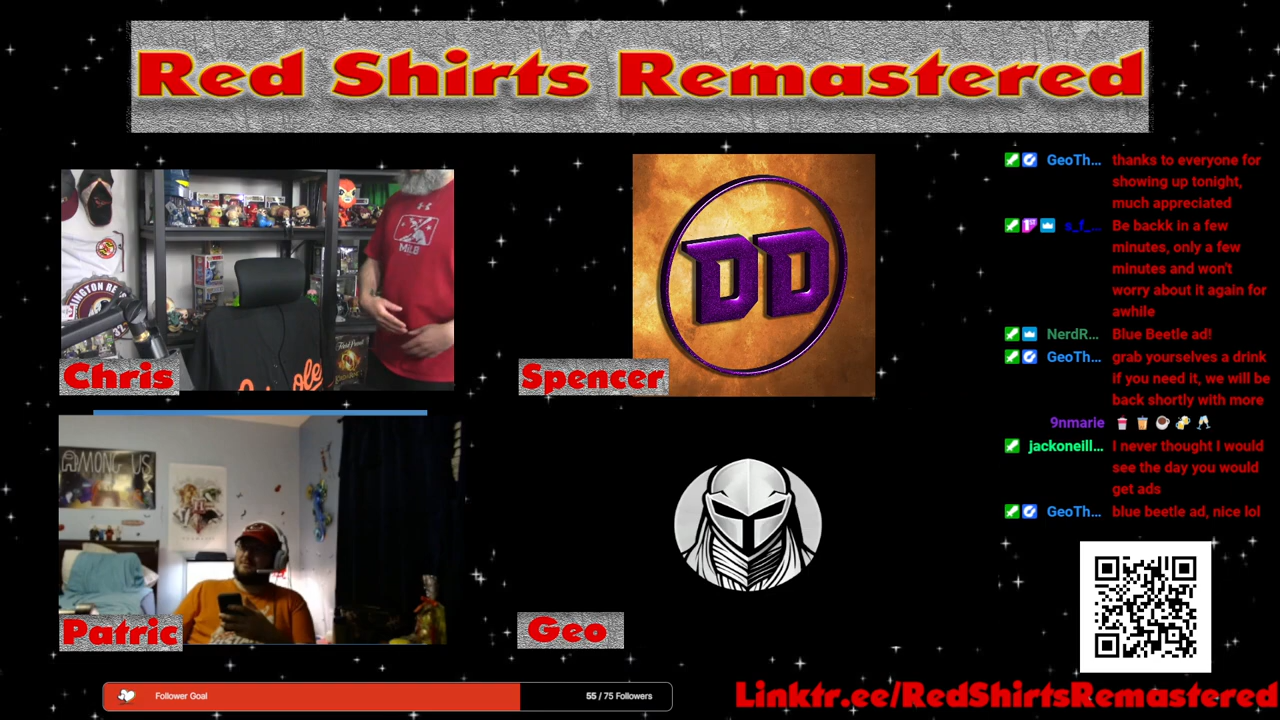 Red Shirts Remastered
MiLB
Chris
DD
Spencer
AMONG US
Patric
Geo
GeoTh... thanks to everyone for
showing up tonight,
much appreciated
s_f_... Be backk in a few
minutes, only a few
minutes and won't
worry about it again for
awhile
NerdR... Blue Beetle ad!
GeoTh... grab yourselves a drink
if you need it, we will be
back shortly with more
9nmarie
jackoneill... I never thought I would
see the day you would
get ads
GeoTh... blue beetle ad, nice lol
Follower Goal
55 / 75 Followers
Linktr.ee/RedShirtsRemastered